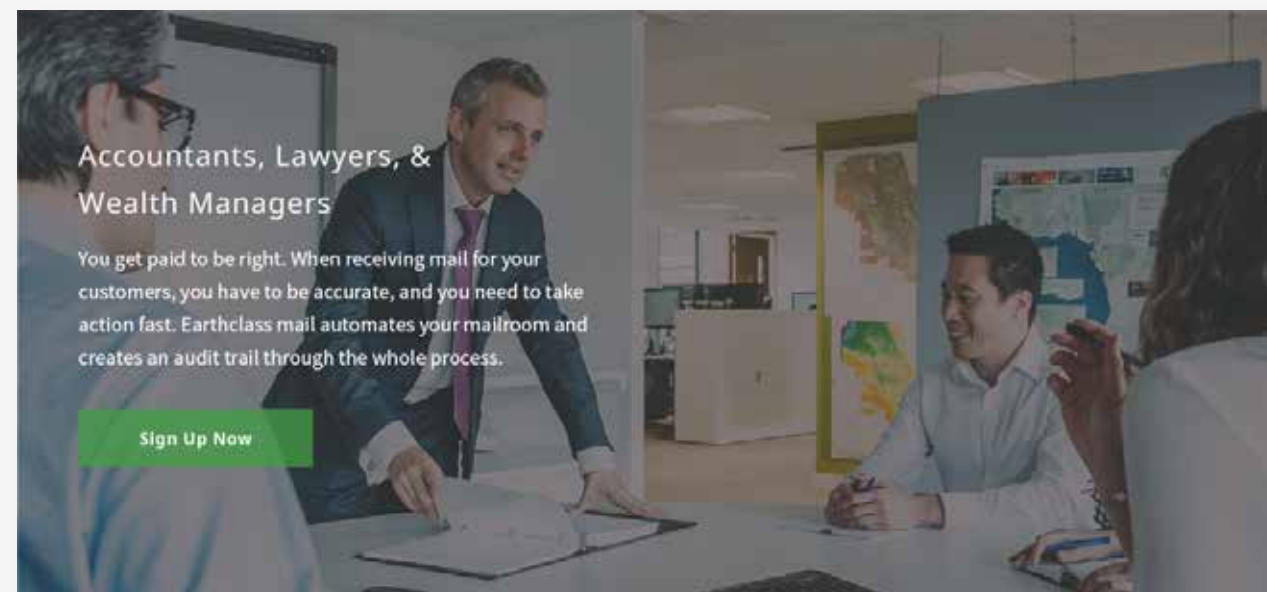 Accountants, Lawyers, &
Wealth Managers
You get paid to be right. When receiving mail for your
customers, you have to be accurate, and you need to take
action fast. Earthclass mail automates your mailroom and
creates an audit trail through the whole process.
Sign Up Now